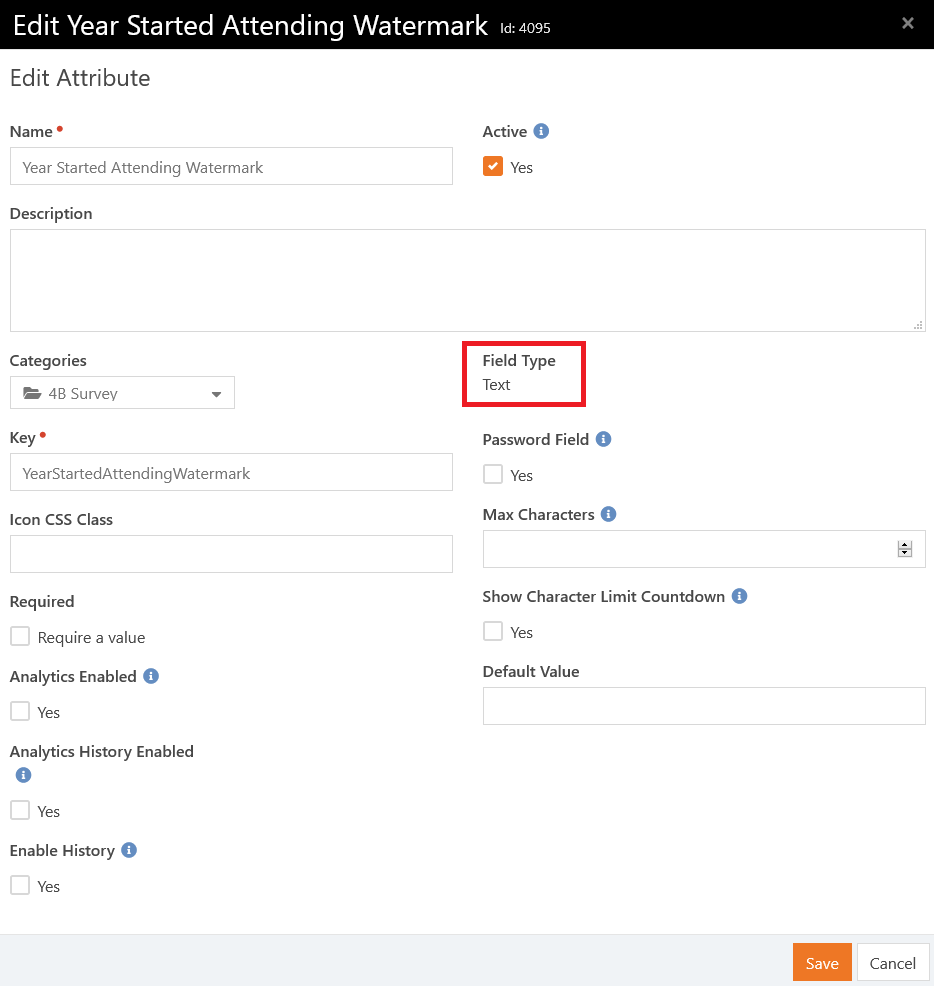 Edit Year Started Attending Watermark Id: 4095
Edit Attribute
Name
Year Started Attending Watermark
Active
Yes
Description
Categories
4B Survey
Field Type
Text
Key
YearStartedAttendingWatermark
Password Field
Yes
Icon CSS Class
Max Characters
Required
Require a value
Show Character Limit Countdown
Yes
Analytics Enabled
Yes
Default Value
Analytics History Enabled
Yes
Enable History
Yes
Save
Cancel